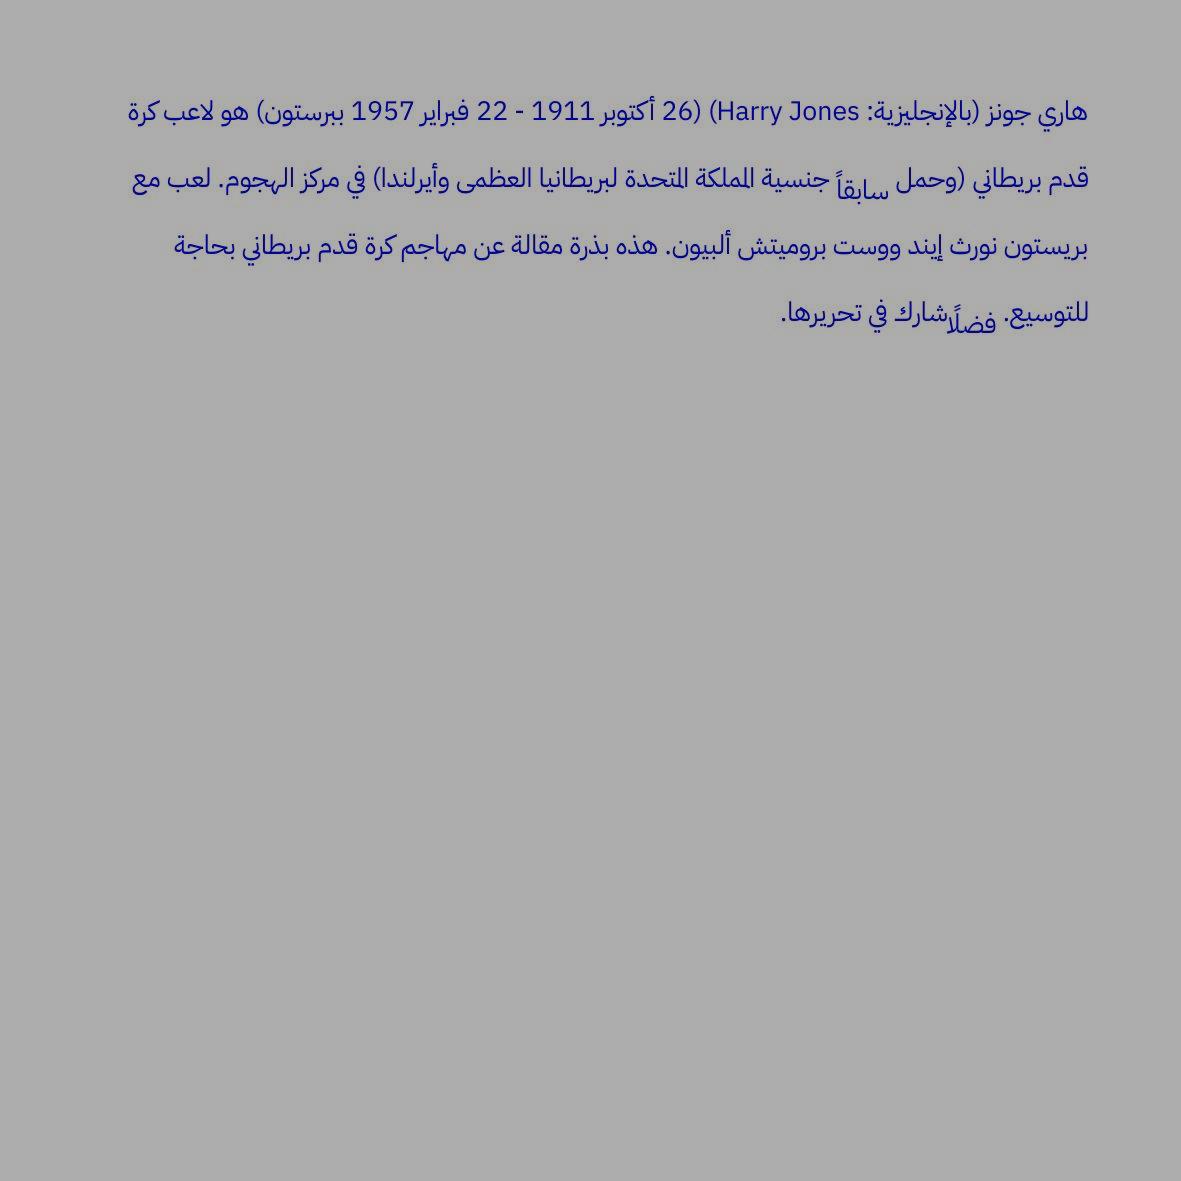 هاري جونز (بالإنجليزية: Harry Jones) (26 أكتوبر 1911 - 22 فبراير 1957 ببرستون) هو لاعب كرة
قدم بريطاني (وحمل سابقاً جنسية المملكة المتحدة لبريطانيا العظمى وأيرلندا) في مركز الهجوم. لعب مع
بريستون نورث إيند ووست بروميتش ألبيون. هذه بذرة مقالة عن مهاجم كرة قدم بريطاني بحاجة
للتوسيع. فضلًا شارك في تحريرها.